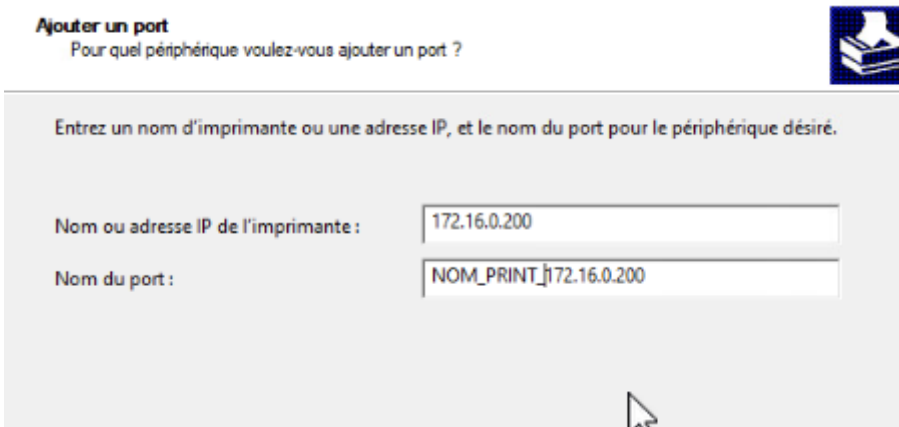 Ajouter un port
Pour quel périphérique voulez-vous ajouter un port ?
Entrez un nom d'imprimante ou une adresse IP, et le nom du port pour le périphérique désiré.
Nom ou adresse IP de l'imprimante : 172.16.0.200
Nom du port : NOM_PRINT_172.16.0.200